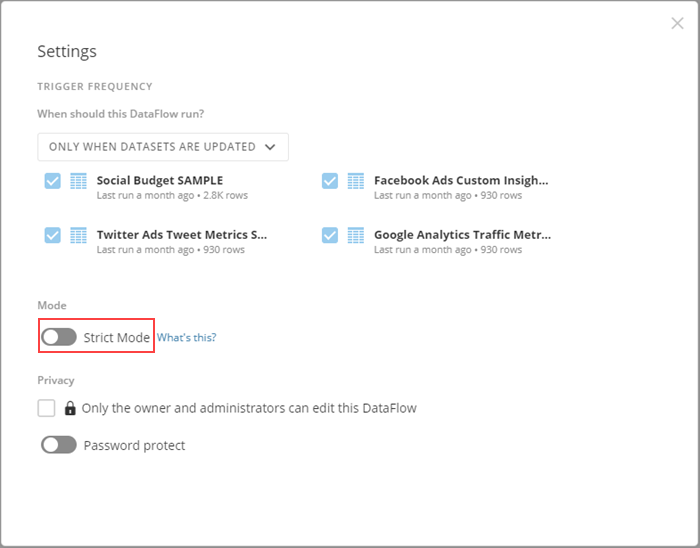 Settings
TRIGGER FREQUENCY
When should this DataFlow run?
ONLY WHEN DATASETS ARE UPDATED
Social Budget SAMPLE
Last run a month ago • 2.8K rows
Facebook Ads Custom Insigh...
Last run a month ago • 930 rows
Twitter Ads Tweet Metrics S...
Last run a month ago • 930 rows
Google Analytics Traffic Metr...
Last run a month ago • 930 rows
Mode
Strict Mode What's this?
Privacy
Only the owner and administrators can edit this DataFlow
Password protect